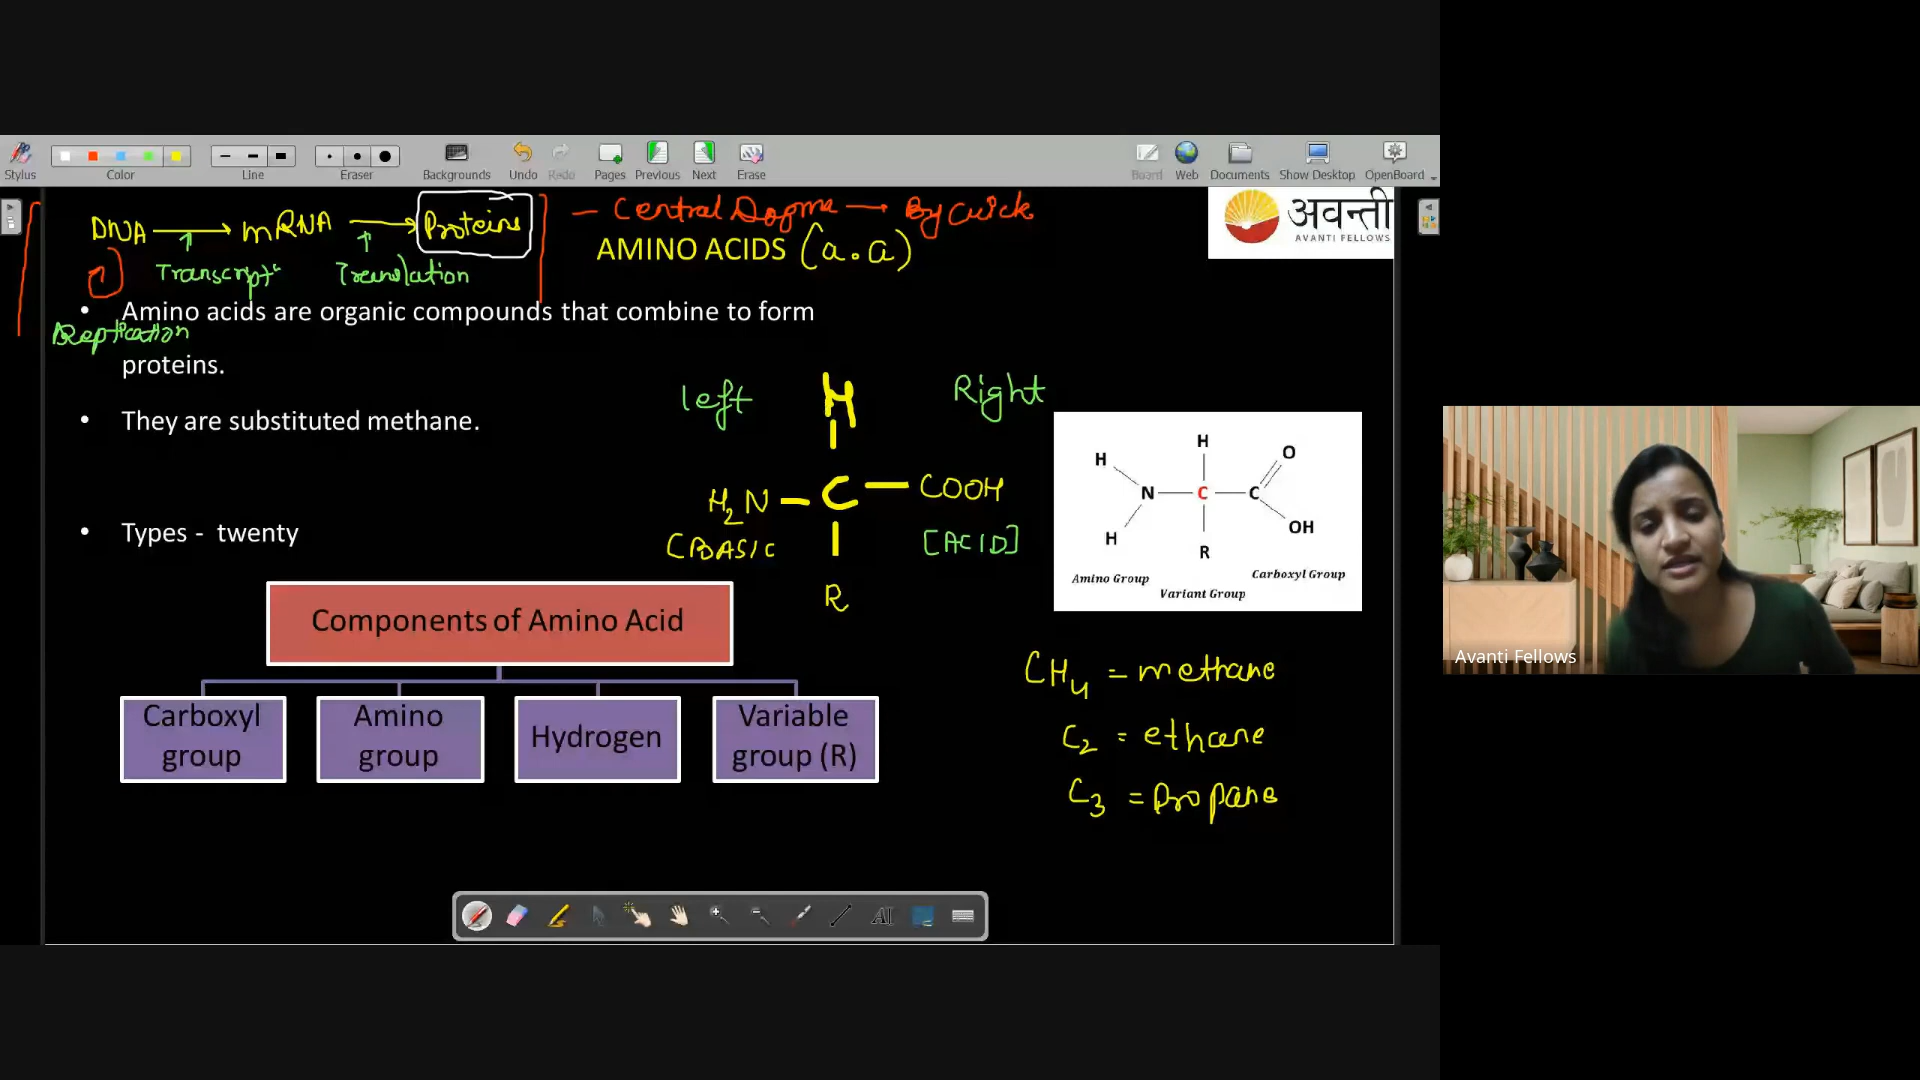 Stylus
Color
Line
Eraser
Backgrounds
Undo
Redo
Pages
Previous
Next
Erase
Board
Web
Documents
Show Desktop
OpenBoard
DNA → mRNA → Proteins
Translation
Replication
- Central Dogma → By Crick
AMINO ACIDS (a.a)
अवन्ती
AVANTI FELLOWS
• Amino acids are organic compounds that combine to form
proteins.
• They are substituted methane.
• Types - twenty
left
Right
H
H2N - C - COOH
(BASIC
[ACID]
R
H
H
O
N
C
C
H
OH
R
Amino Group
Carboxyl Group
Variant Group
Components of Amino Acid
Carboxyl
group
Amino
group
Hydrogen
Variable
group (R)
CH4 = methane
C2 = ethane
C3 = Propane
Avanti Fellows